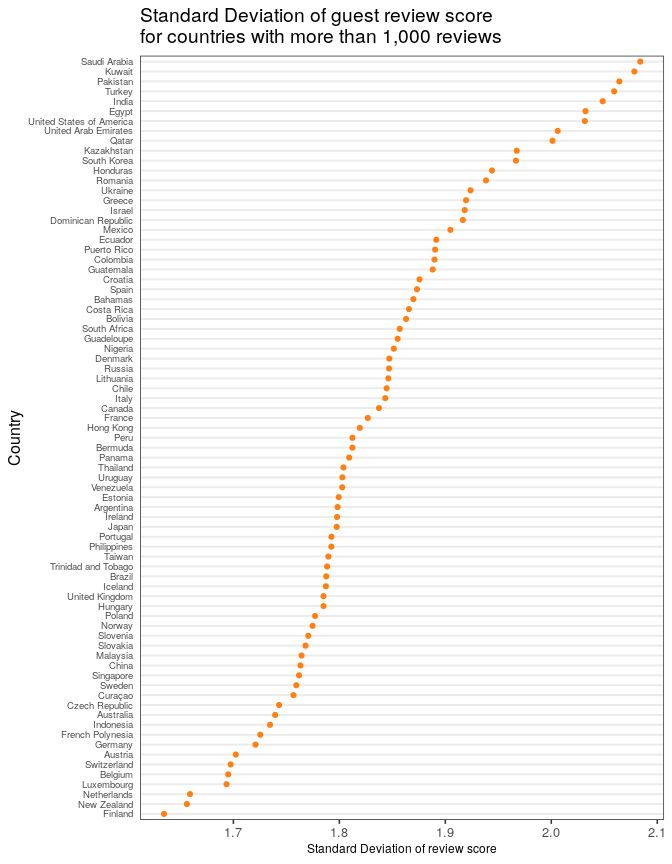 Standard Deviation of guest review score
for countries with more than 1,000 reviews
Country
Saudi Arabia
Kuwait
Pakistan
Turkey
India
Egypt
United States of America
United Arab Emirates
Qatar
Kazakhstan
South Korea
Honduras
Romania
Ukraine
Greece
Israel
Dominican Republic
Mexico
Ecuador
Puerto Rico
Colombia
Guatemala
Croatia
Spain
Bahamas
Costa Rica
Bolivia
South Africa
Guadeloupe
Nigeria
Denmark
Russia
Lithuania
Chile
Italy
Canada
France
Hong Kong
Peru
Bermuda
Panama
Thailand
Uruguay
Venezuela
Estonia
Argentina
Ireland
Japan
Portugal
Philippines
Taiwan
Trinidad and Tobago
Brazil
Iceland
United Kingdom
Hungary
Poland
Norway
Slovenia
Slovakia
Malaysia
China
Singapore
Sweden
Curaçao
Czech Republic
Australia
Indonesia
French Polynesia
Germany
Austria
Switzerland
Belgium
Luxembourg
Netherlands
New Zealand
Finland
1.7 1.8 1.9 2.0 2.1
Standard Deviation of review score